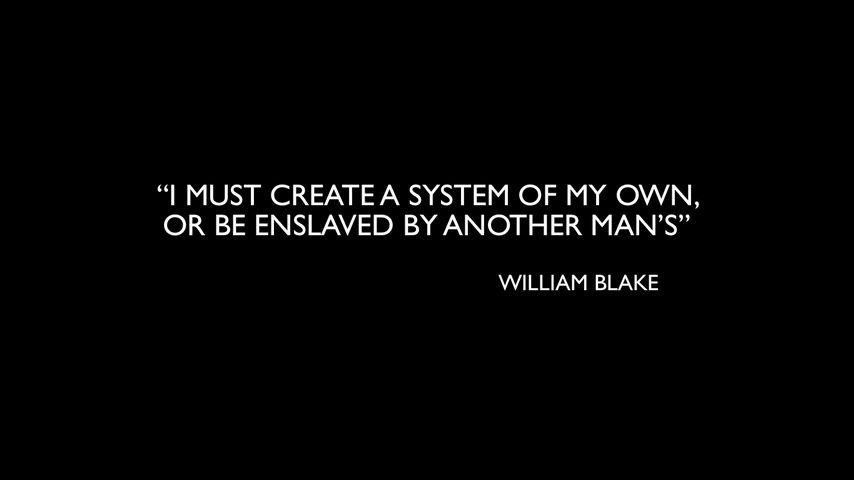 “I MUST CREATE A SYSTEM OF MY OWN,
OR BE ENSLAVED BY ANOTHER MAN’S”
WILLIAM BLAKE